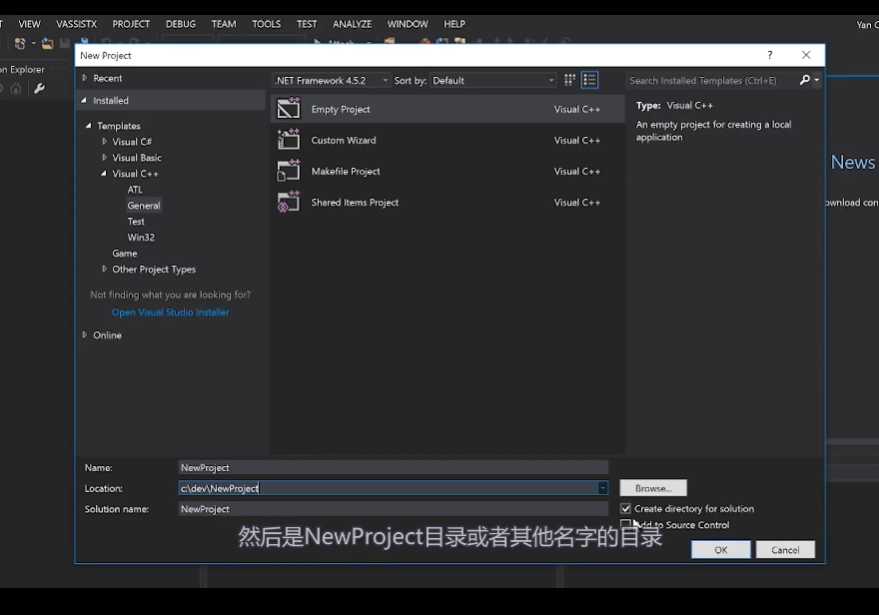 VIEW VASSISTX PROJECT DEBUG TEAM TOOLS TEST ANALYZE WINDOW HELP
Yan
New Project
? 
Explorer
Recent
.NET Framework 4.5.2 Sort by: Default
Search Installed Templates (Ctrl+E)
Installed
Templates
Visual C#
Visual Basic
Visual C++
ATL
General
Test
Win32
Game
Other Project Types
Not finding what you are looking for?
Open Visual Studio Installer
Online
Empty Project Visual C++
Custom Wizard Visual C++
Makefile Project Visual C++
Shared Items Project Visual C++
Type: Visual C++
An empty project for creating a local
application
News
Name: NewProject
Location: c:\dev\NewProject Browse...
Solution name: NewProject Create directory for solution
Add to Source Control
然后是NewProject目录或者其他名字的目录
OK Cancel